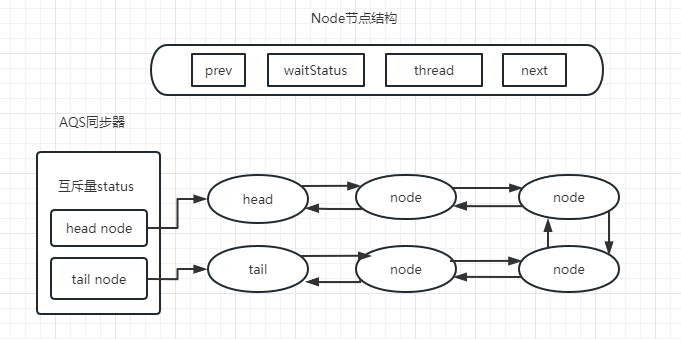 Node节点结构
prev
waitStatus
thread
next
AQS同步器
互斥量status
head node
tail node
head
node
node
tail
node
node